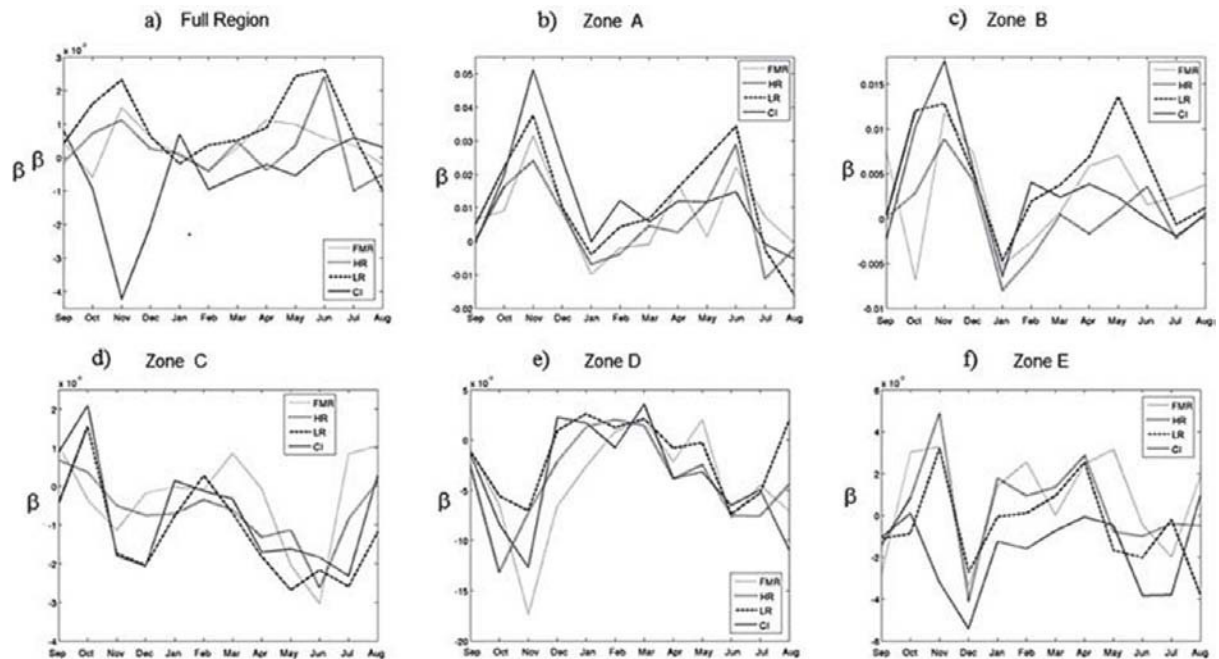 a) Full Region
b) Zone A
c) Zone B
3
2
1
0
-1
-2
-3
-4
β β
FMR
HR
LR
CI
Sep Oct Nov Dec Jan Feb Mar Apr May Jun Jul Aug
0.05
0.04
0.03
0.02
0.01
0
-0.01
-0.02
FMR
HR
LR
CI
Sep Oct Nov Dec Jan Feb Mar Apr May Jun Jul Aug
0.015
0.01
0.005
0
-0.005
-0.01
β
FMR
HR
LR
CI
Sep Oct Nov Dec Jan Feb Mar Apr May Jun Jul Aug
d) Zone C
e) Zone D
f) Zone E
2
1
0
-1
-2
-3
-4
β
FMR
HR
LR
CI
Sep Oct Nov Dec Jan Feb Mar Apr May Jun Jul Aug
5
0
-5
-10
-15
-20
β
FMR
HR
LR
CI
Sep Oct Nov Dec Jan Feb Mar Apr May Jun Jul Aug
4
2
0
-2
-4
β
FMR
HR
LR
CI
Sep Oct Nov Dec Jan Feb Mar Apr May Jun Jul Aug